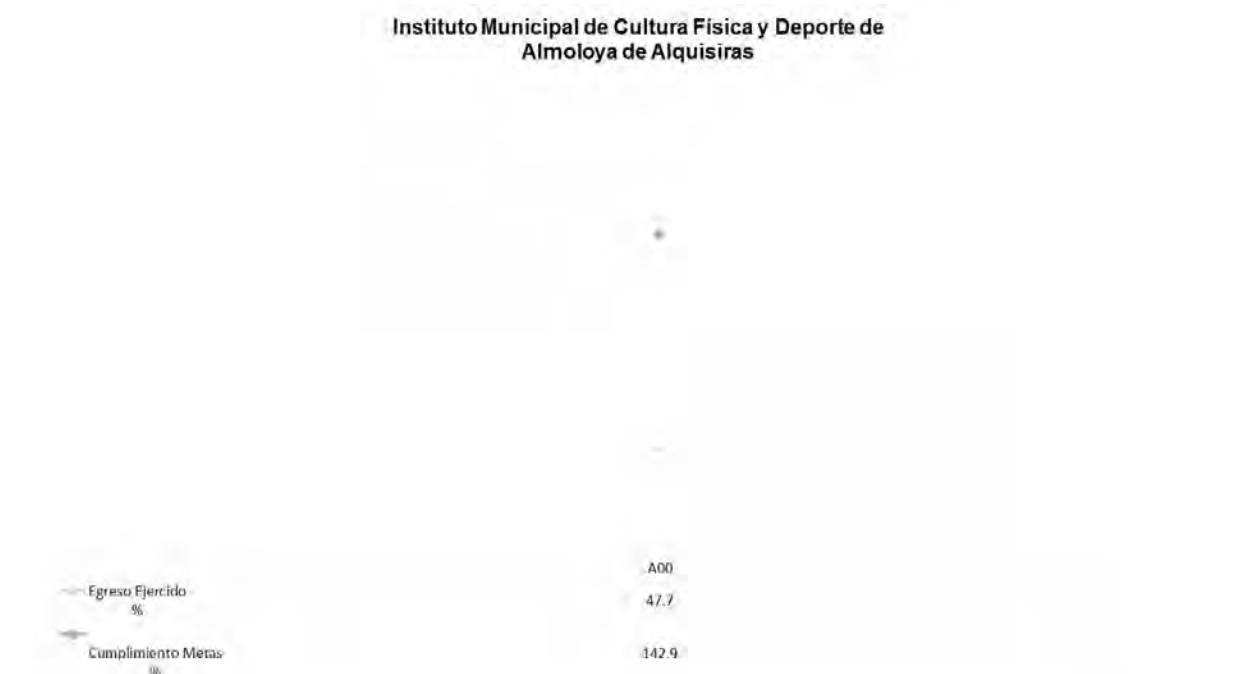 Instituto Municipal de Cultura Física y Deporte de
Almoloya de Alquisiras
A00
Egreso Ejercido
%
47.7
Cumplimiento Metas
%
142.9